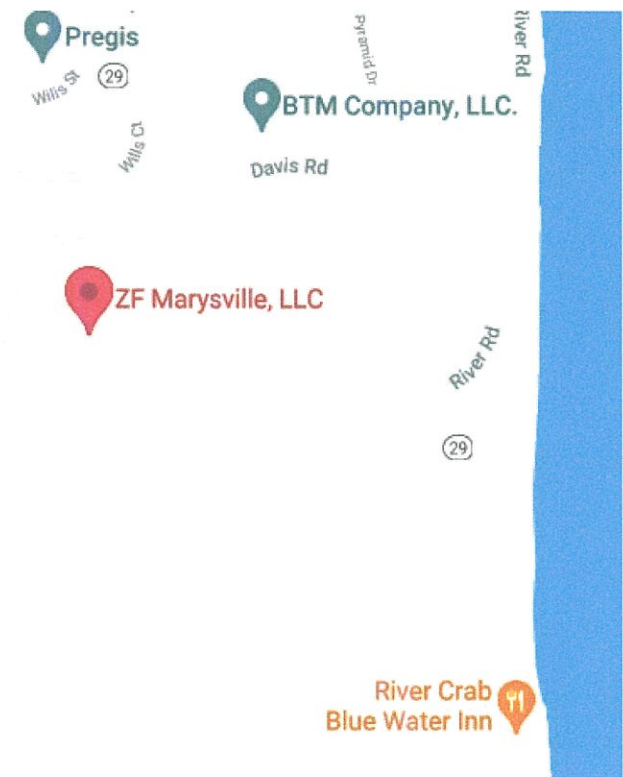 Pregis
Wills St
29
Pyramid Dr
River Rd
BTM Company, LLC.
Wills Ct
Davis Rd
ZF Marysville, LLC
River Rd
29
River Crab
Blue Water Inn